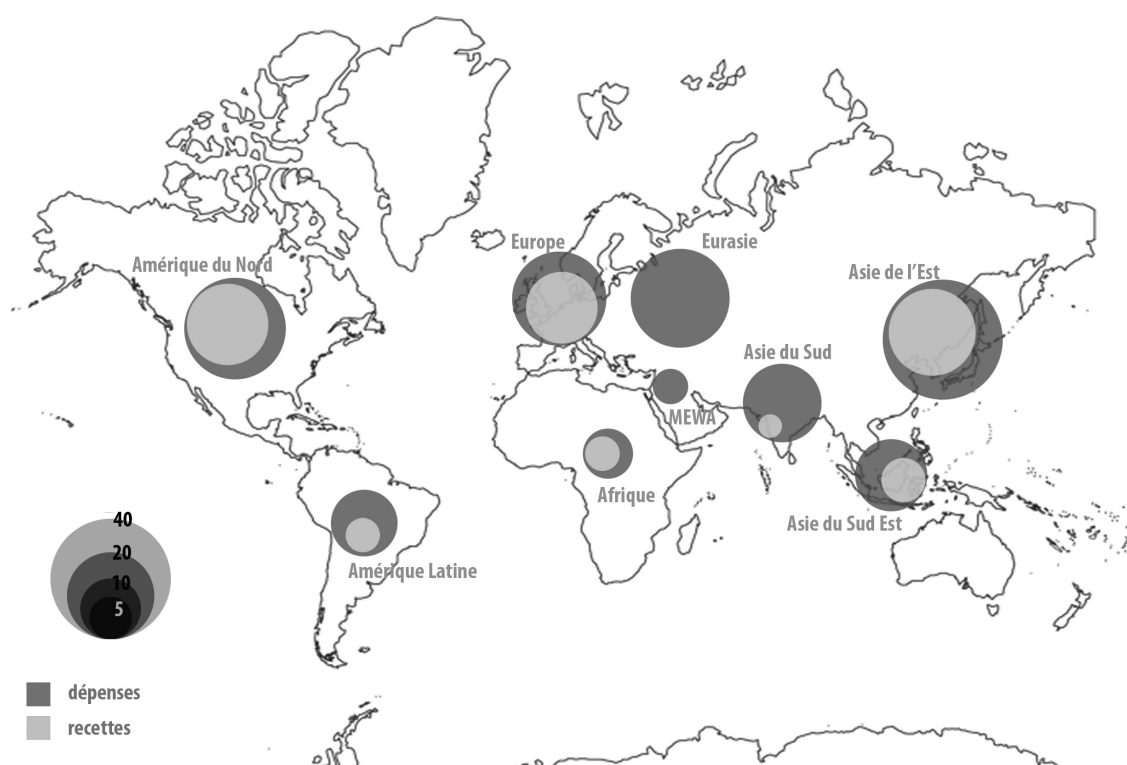 Europe
Eurasie
Amérique du Nord
Asie de l'Est
Asie du Sud
MEWA
Afrique
Asie du Sud Est
Amérique Latine
40
20
10
5
dépenses
recettes